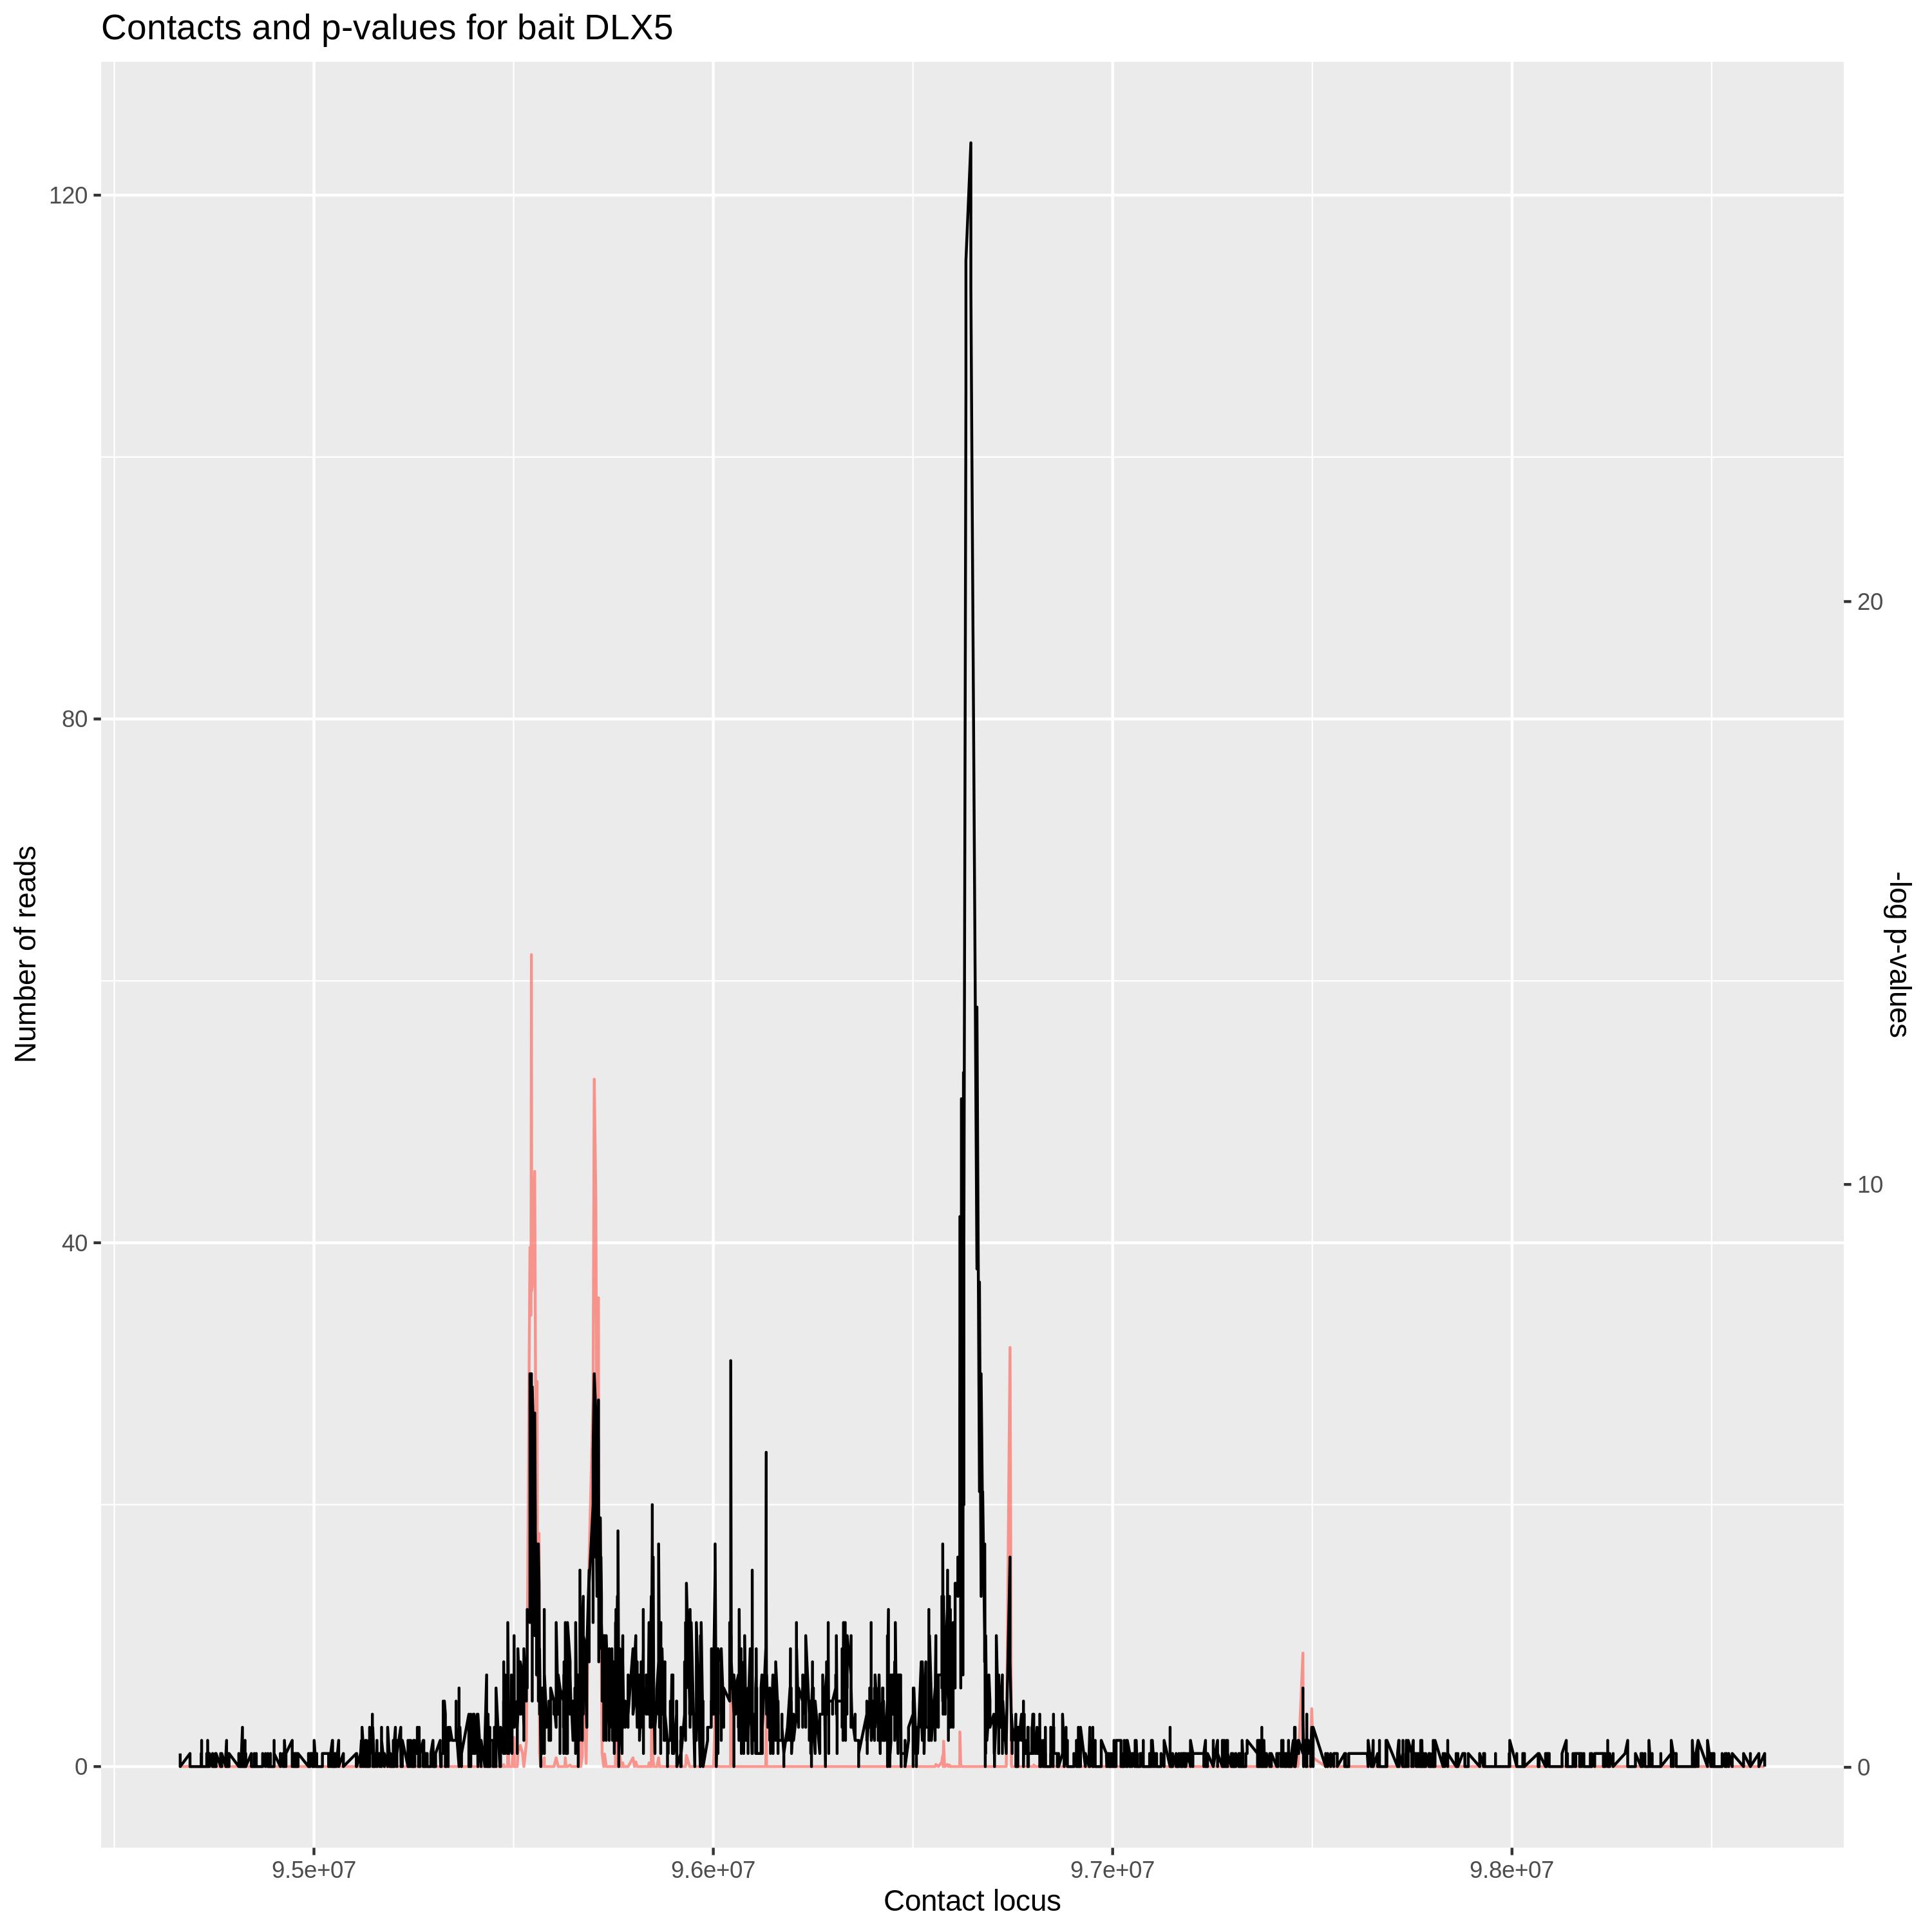 Contacts and p-values for bait DLX5
120
80
40
0
Number of reads
20
10
0
-log p-values
9.5e+07
9.6e+07
9.7e+07
9.8e+07
Contact locus